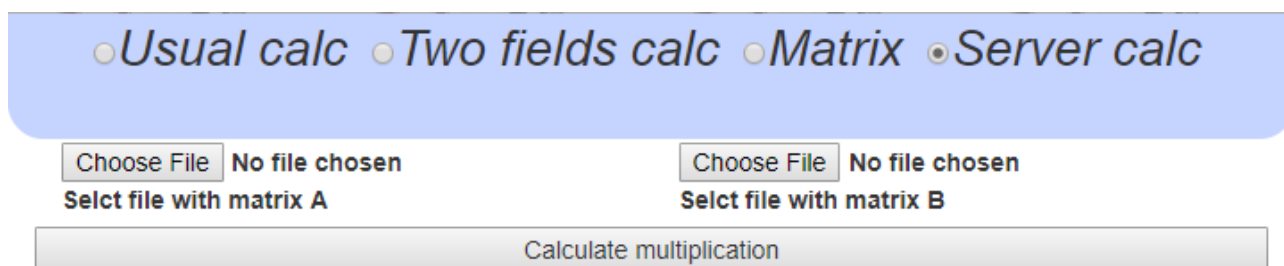 Usual calc Two fields calc Matrix Server calc
Choose File No file chosen Choose File No file chosen
Selct file with matrix A Selct file with matrix B
Calculate multiplication